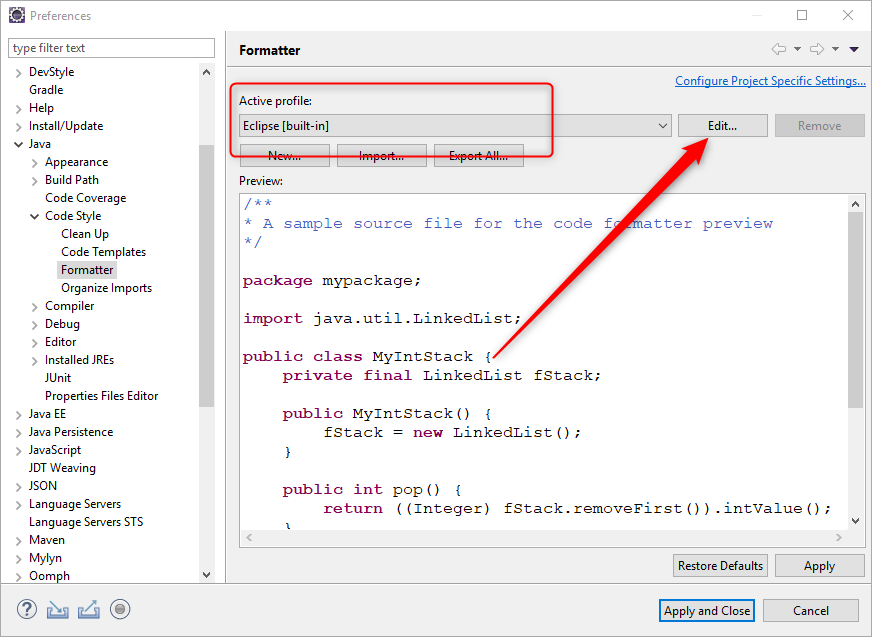 Preferences
type filter text
DevStyle
Gradle
Help
Install/Update
Java
Appearance
Build Path
Code Coverage
Code Style
Clean Up
Code Templates
Formatter
Organize Imports
Compiler
Debug
Editor
Installed JREs
JUnit
Properties Files Editor
Java EE
Java Persistence
JavaScript
JDT Weaving
JSON
Language Servers
Language Servers STS
Maven
Mylyn
Oomph
Formatter
Configure Project Specific Settings...
Active profile:
Eclipse [built-in] Edit... Remove
New... Import... Export All...
Preview:
/**
* A sample source file for the code formatter preview
*/
package mypackage;
import java.util.LinkedList;
public class MyIntStack {
private final LinkedList fStack;
public MyIntStack() {
fStack = new LinkedList();
}
public int pop() {
return ((Integer) fStack.removeFirst()).intValue();
}
Restore Defaults Apply
? Apply and Close Cancel